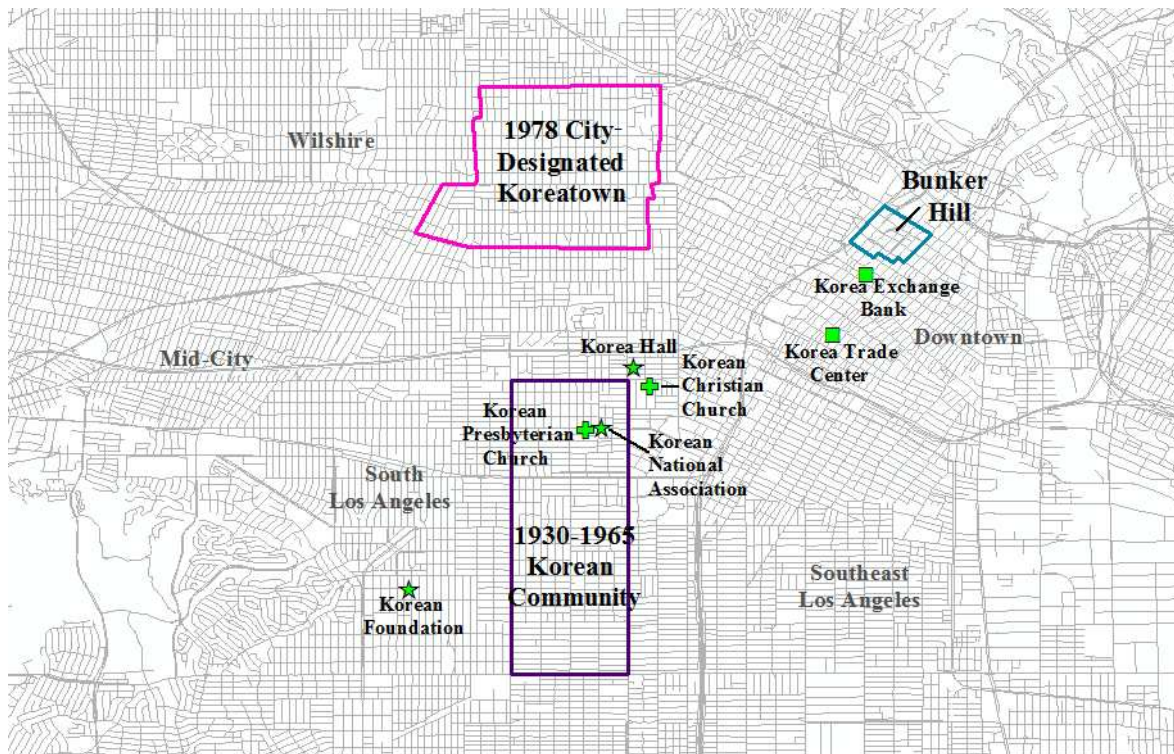 1978 City-
Designated
Koreatown
Wilshire
Bunker
Hill
Korea Exchange
Bank
Downtown
Korea Trade
Center
Mid-City
Korea Hall
Korean
Christian
Church
Korean
Presbyterian
Church
Korean
National
Association
South
Los Angeles
1930-1965
Korean
Community
Southeast
Los Angeles
Korean
Foundation